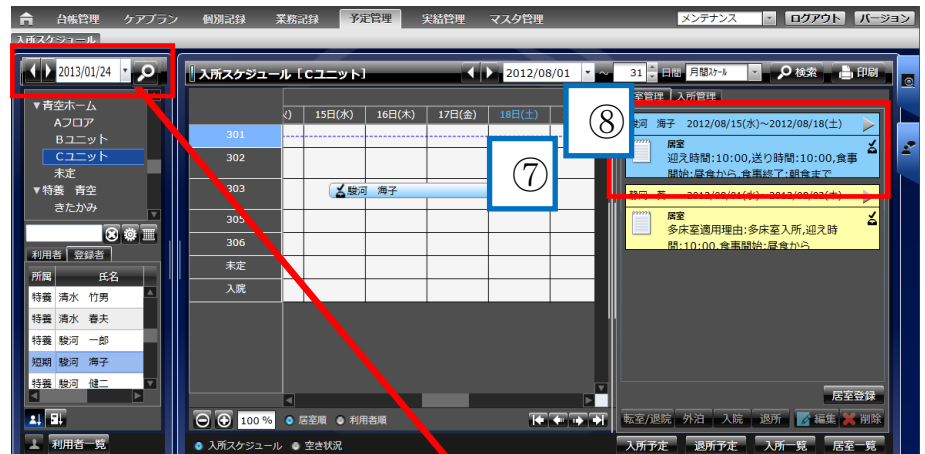 台帳管理 ケアプラン 個別記録 業務記録 予定管理 実績管理 マスタ管理 メンテナンス ログアウト バージョン
入所スケジュール
2013/01/24
入所スケジュール [Cユニット] 2012/08/01 ～ 31 日間 月間スケール 検索 印刷
▼青空ホーム
Aフロア
Bユニット
Cユニット
未定
▼特養 青空
きたかみ
利用者 登録者
所属 氏名
特養 清水 竹男
特養 清水 春夫
特養 駿河 一郎
短期 駿河 海子
特養 駿河 健二
利用者一覧
15日(水) 16日(木) 17日(金) 18日(土)
301
302
303 駿河 海子
305
306
未定
入院
⑦
⑧
100 % 居室順 利用者順
入所スケジュール 空き状況
室管理 入所管理
河 海子 2012/08/15(水)～2012/08/18(土)
居室
迎え時間:10:00,送り時間:10:00,食事
開始:昼食から,食事終了:朝食まで
居室
多床室適用理由:多床室入所,迎え時
間:10:00,食事開始:昼食から
居室登録
転室/退院 外泊 入院 退所 編集 削除
入所予定 退所予定 入所一覧 居室一覧